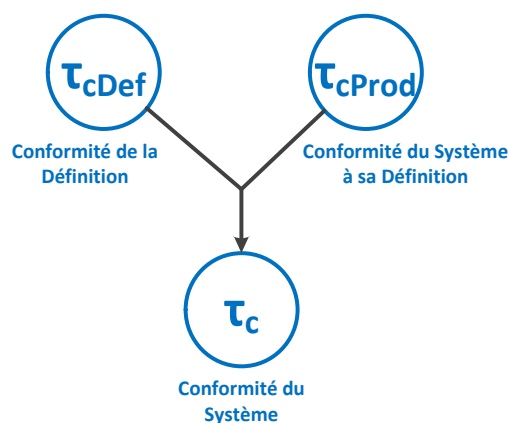 τcDef
τcProd
Conformité de la
Définition
Conformité du Système
à sa Définition
τc
Conformité du
Système